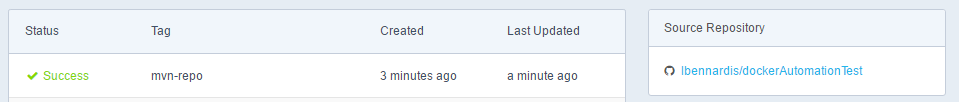 Status Tag Created Last Updated
Success mvn-repo 3 minutes ago a minute ago
Source Repository
lbennardis/dockerAutomationTest